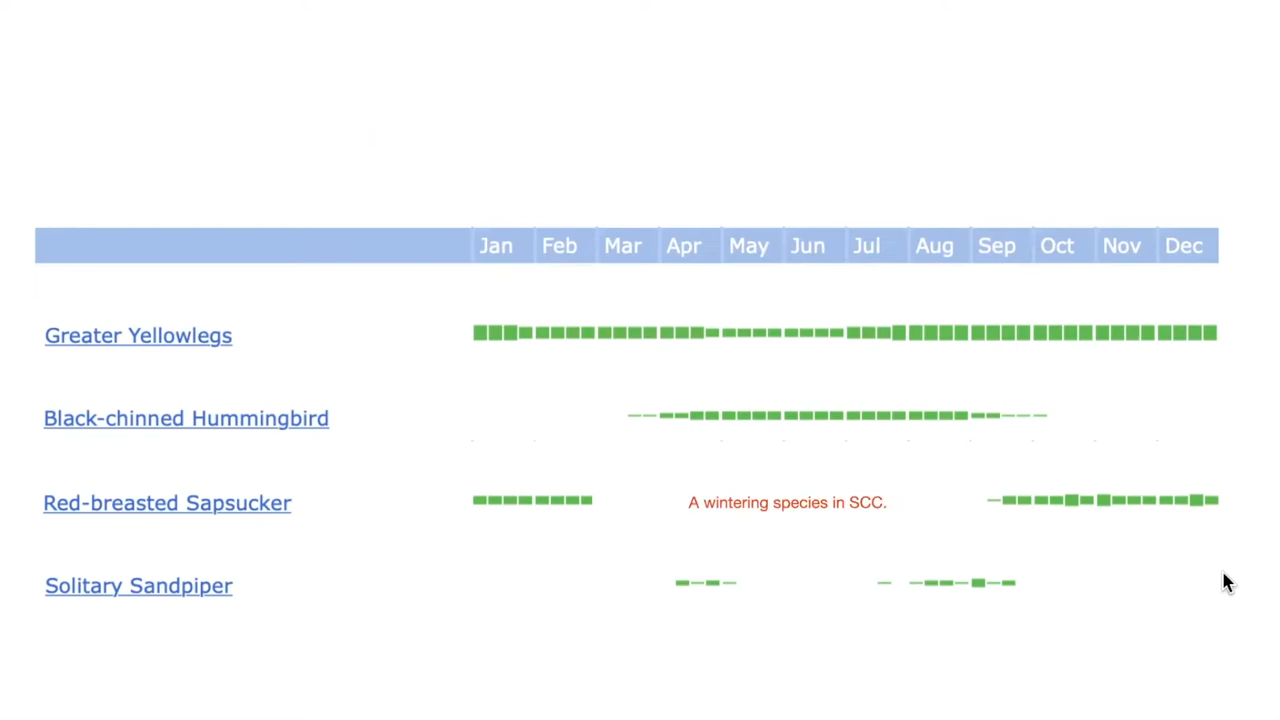 Jan Feb Mar Apr May Jun Jul Aug Sep Oct Nov Dec
Greater Yellowlegs
Black-chinned Hummingbird
Red-breasted Sapsucker A wintering species in SCC.
Solitary Sandpiper